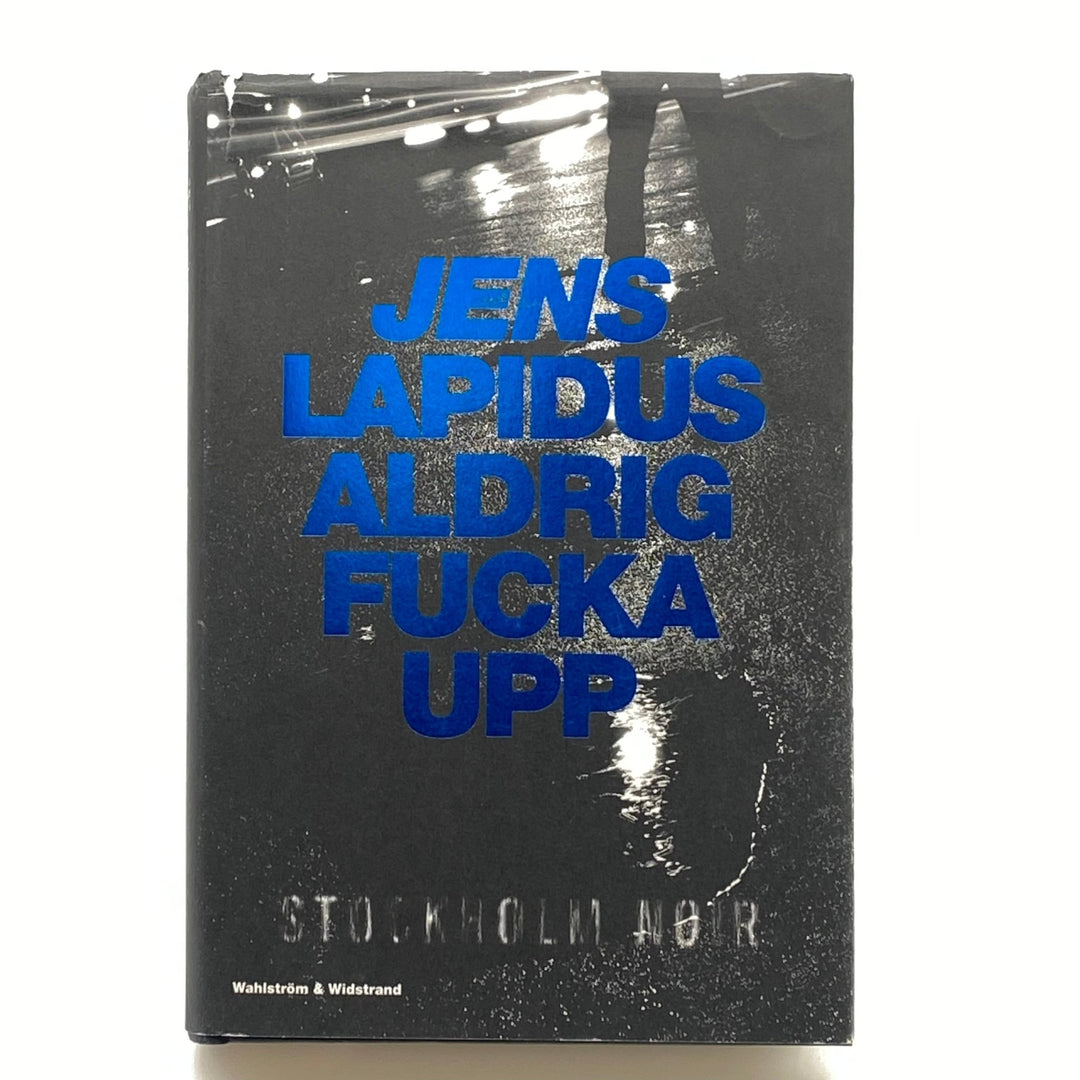 JENS
LAPIDUS
ALDRIG
FUCKA
UPP
STOCKHOLM NOIR
Wahlström & Widstrand